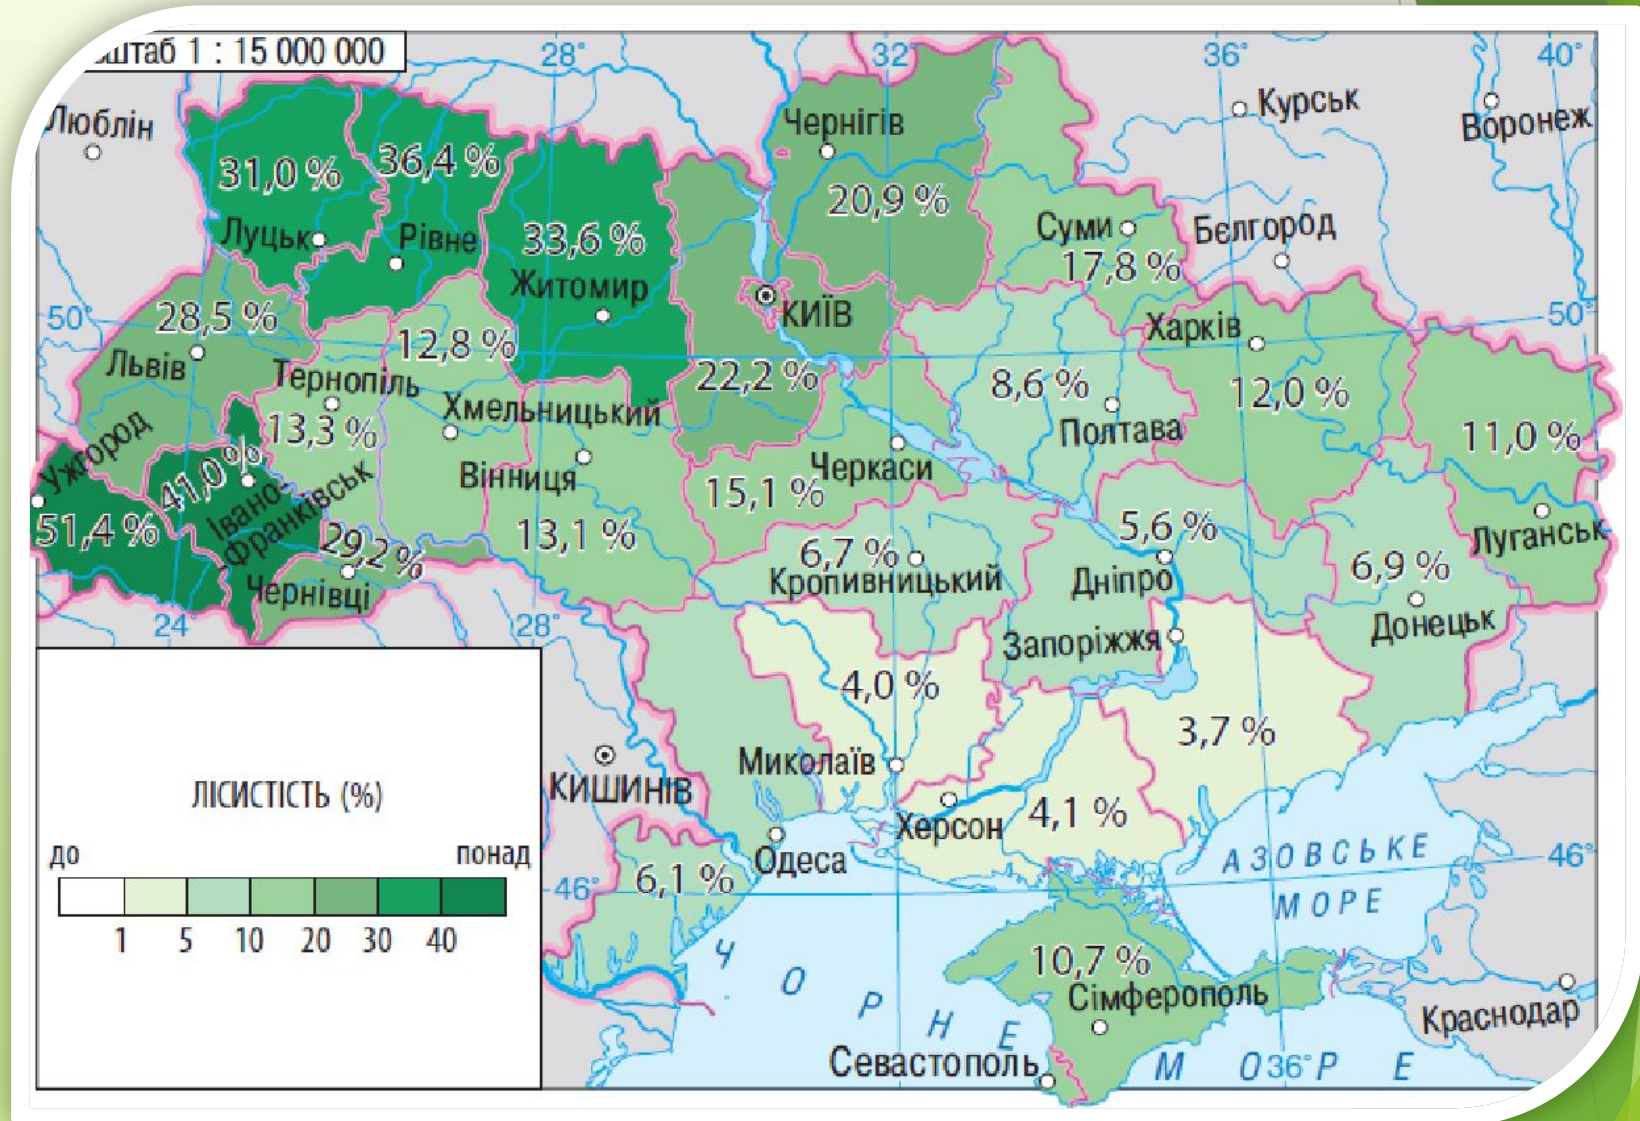 штаб 1 : 15 000 000
28°
32°
36°
40°
Люблін
Чернігів
Курськ
Воронеж
31,0 %
36,4 %
20,9 %
Луцьк
Рівне
33,6 %
Суми
Бєлгород
17,8 %
Житомир
КИЇВ
50°
28,5 %
Харків
50°
12,8 %
Львів
Тернопіль
22,2 %
8,6 %
12,0 %
Хмельницький
13,3 %
Полтава
11,0 %
Ужгород
41,0 %
Івано-
-Франківськ
Вінниця
Черкаси
15,1 %
51,4 %
29,2 %
13,1 %
5,6 %
Луганськ
6,7 %
6,9 %
Кропивницький
Дніпро
Чернівці
24°
28°
Донецьк
Запоріжжя
4,0 %
3,7 %
Миколаїв
КИШИНІВ
ЛІСИСТІСТЬ (%)
Херсон
4,1 %
до
понад
Одеса
АЗОВСЬКЕ
МОРЕ
46°
46°
6,1 %
1 5 10 20 30 40
10,7 %
Сімферополь
ЧОРНЕ
Краснодар
Севастополь
МОРЕ
36°